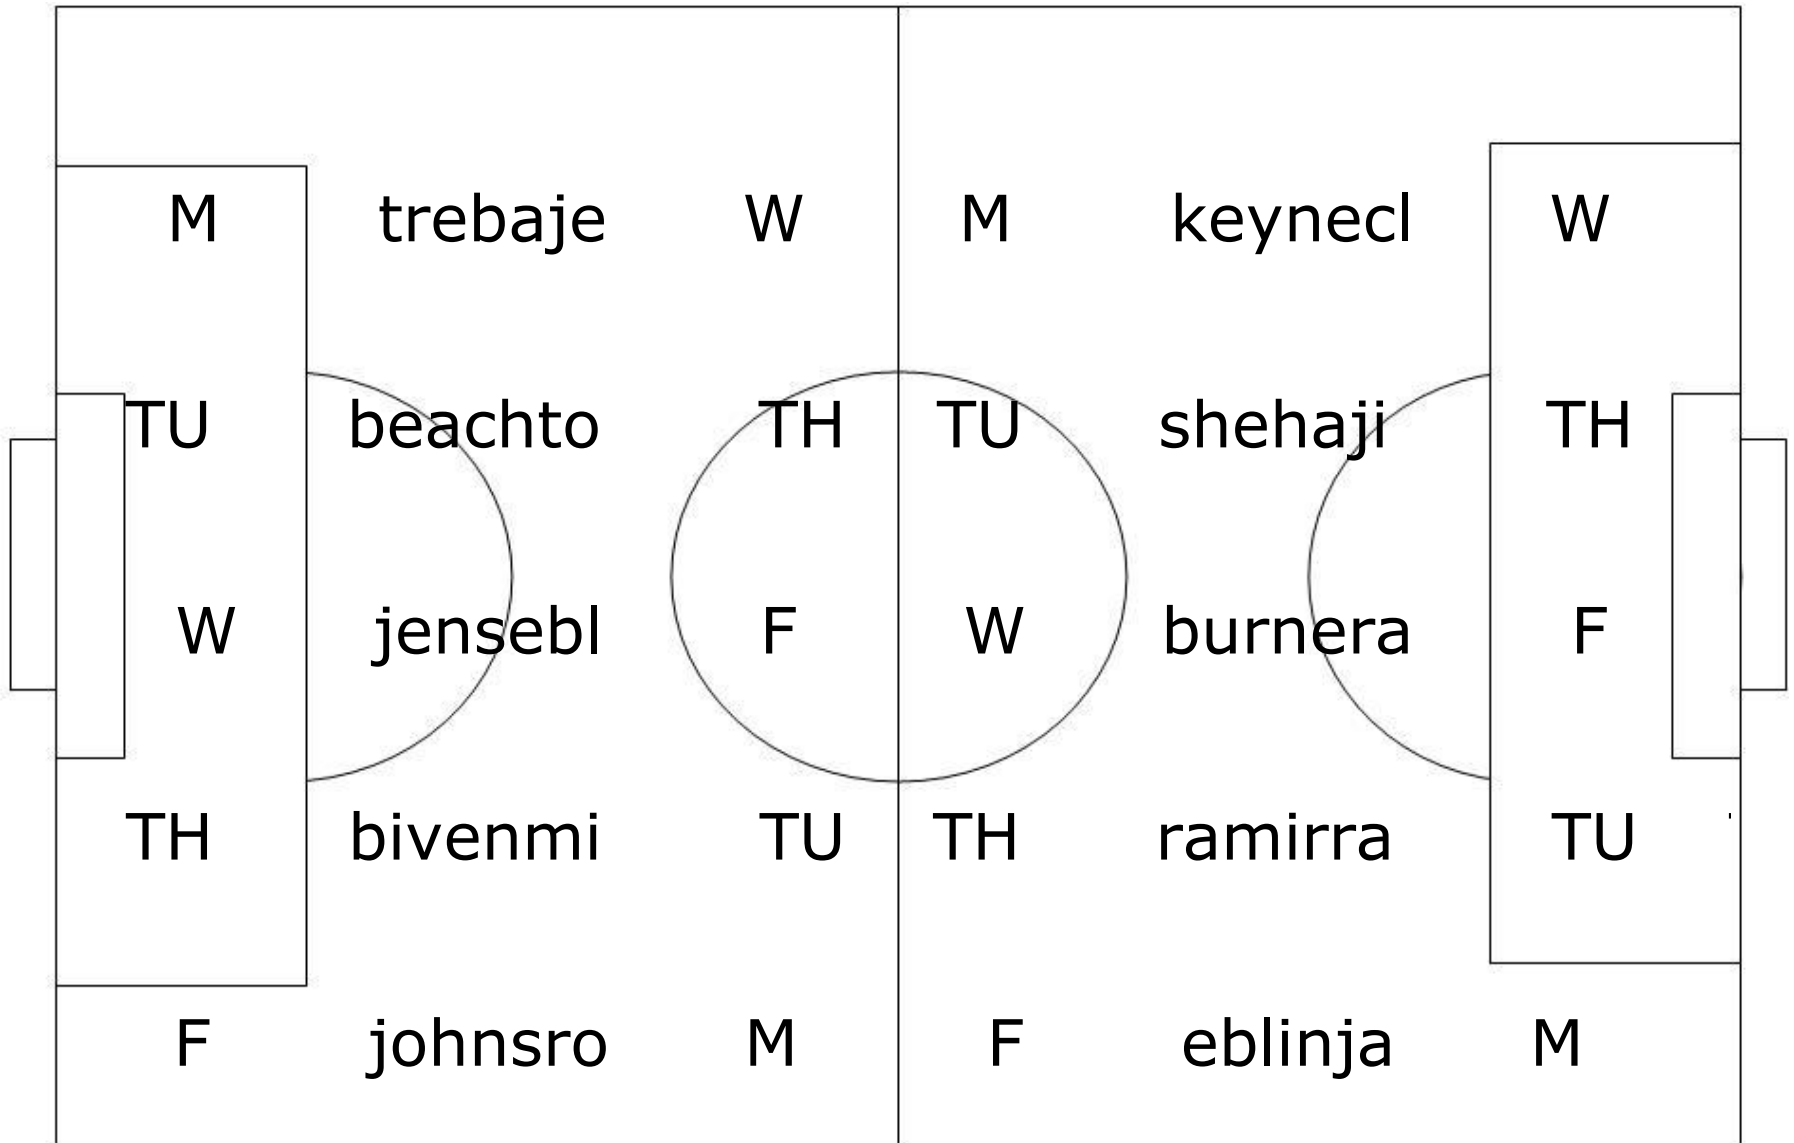 M trebaje W M keynecl W
TU beachto TH TU shehaji TH
W jensebl F W burnera F
TH bivenmi TU TH ramirra TU
F johnsro M F eblinja M